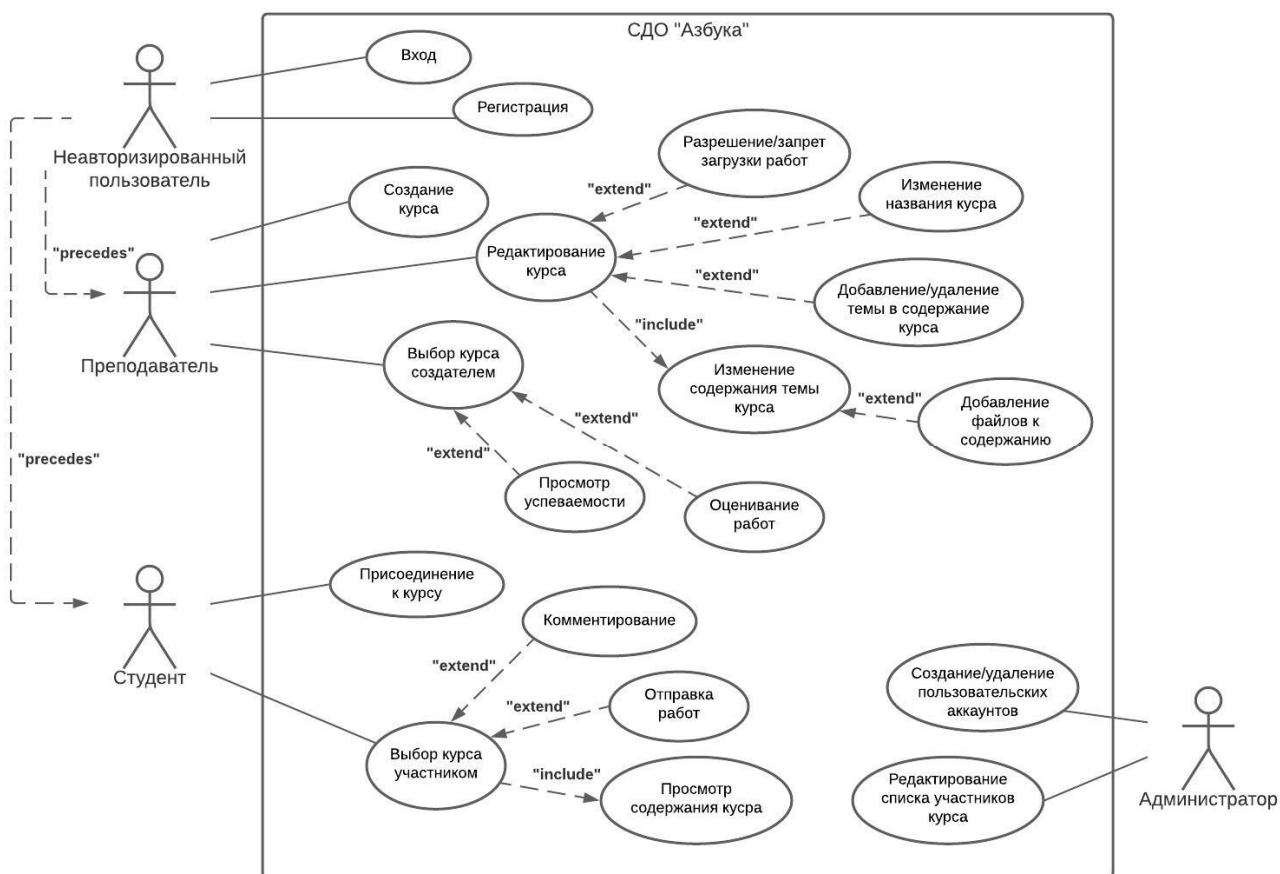 СДО "Азбука"
Вход
Регистрация
Неавторизированный
пользователь
Разрешение/запрет
загрузки работ
"extend"
Изменение
названия кусра
Создание
курса
"extend"
"precedes"
Редактирование
курса
"extend"
Добавление/удаление
темы в содержание
курса
Преподаватель
"include"
Выбор курса
создателем
Изменение
содержания темы
курса
"extend"
Добавление
файлов к
содержанию
"extend"
"extend"
"precedes"
Просмотр
успеваемости
Оценивание
работ
Присоединение
к курсу
Студент
Комментирование
"extend"
"extend"
Отправка
работ
Создание/удаление
пользовательских
аккаунтов
Выбор курса
участником
"include"
Просмотр
содержания кусра
Редактирование
списка участников
курса
Администратор